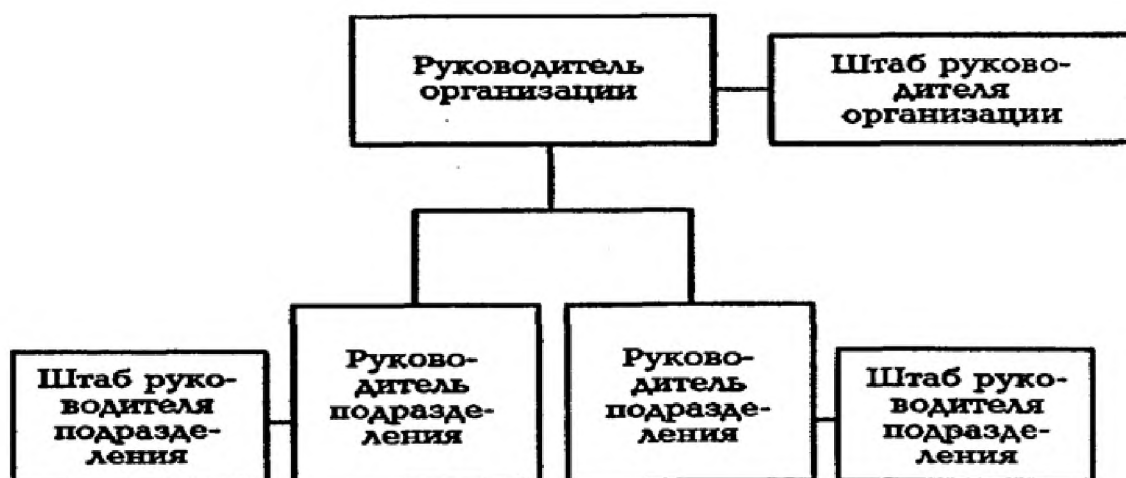 Руководитель
организации
Штаб руково-
дителя
организации
Штаб руко-
водителя
подразде-
ления
Руково-
дитель
подразде-
ления
Руково-
дитель
подразде-
ления
Штаб руко-
водителя
подразде-
ления